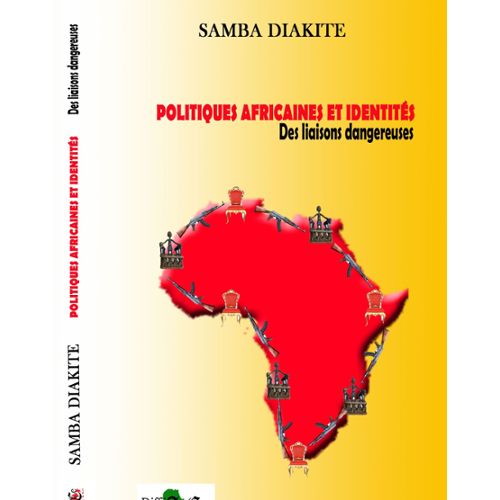 SAMBA DIAKITE
POLITIQUES AFRICAINES ET IDENTITÉS
Des liaisons dangereuses
SAMBA DIAKITE
POLITIQUES AFRICAINES ET IDENTITÉS
Des liaisons dangereuses